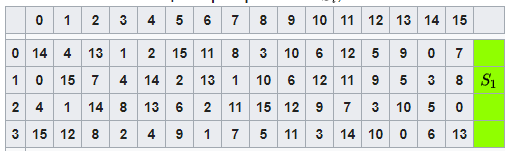 0 1 2 3 4 5 6 7 8 9 10 11 12 13 14 15
0 14 4 13 1 2 15 11 8 3 10 6 12 5 9 0 7
1 0 15 7 4 14 2 13 1 10 6 12 11 9 5 3 8 S₁
2 4 1 14 8 13 6 2 11 15 12 9 7 3 10 5 0
3 15 12 8 2 4 9 1 7 5 11 3 14 10 0 6 13